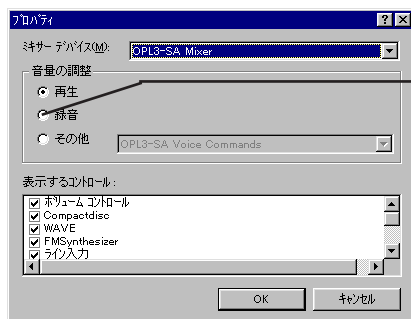 ﾌﾟﾛﾊﾟﾃｨ
ﾐｷｻｰ ﾃﾞﾊﾞｲｽ(M):
OPL3-SA Mixer
音量の調整
再生
録音
その他
OPL3-SA Voice Commands
表示するｺﾝﾄﾛｰﾙ:
ﾎﾞﾘｭｰﾑ ｺﾝﾄﾛｰﾙ
Compactdisc
WAVE
FMSynthesizer
ﾗｲﾝ入力
OK
ｷｬﾝｾﾙ